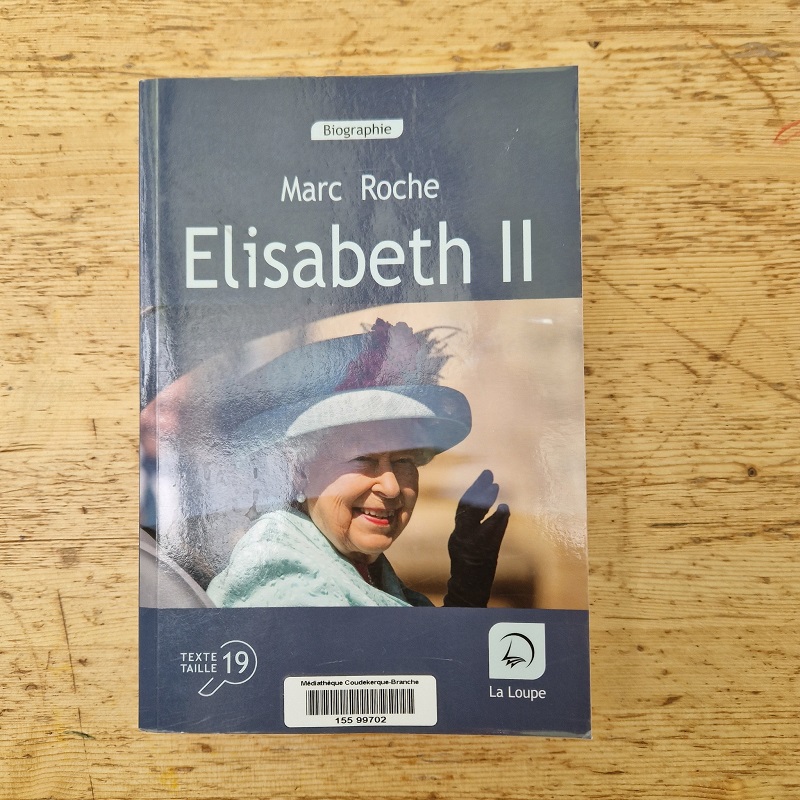 Biographie
Marc Roche
Elisabeth II
TEXTE
TAILLE 19
La Loupe
Médiathèque Coudekerque-Branche
155 99702